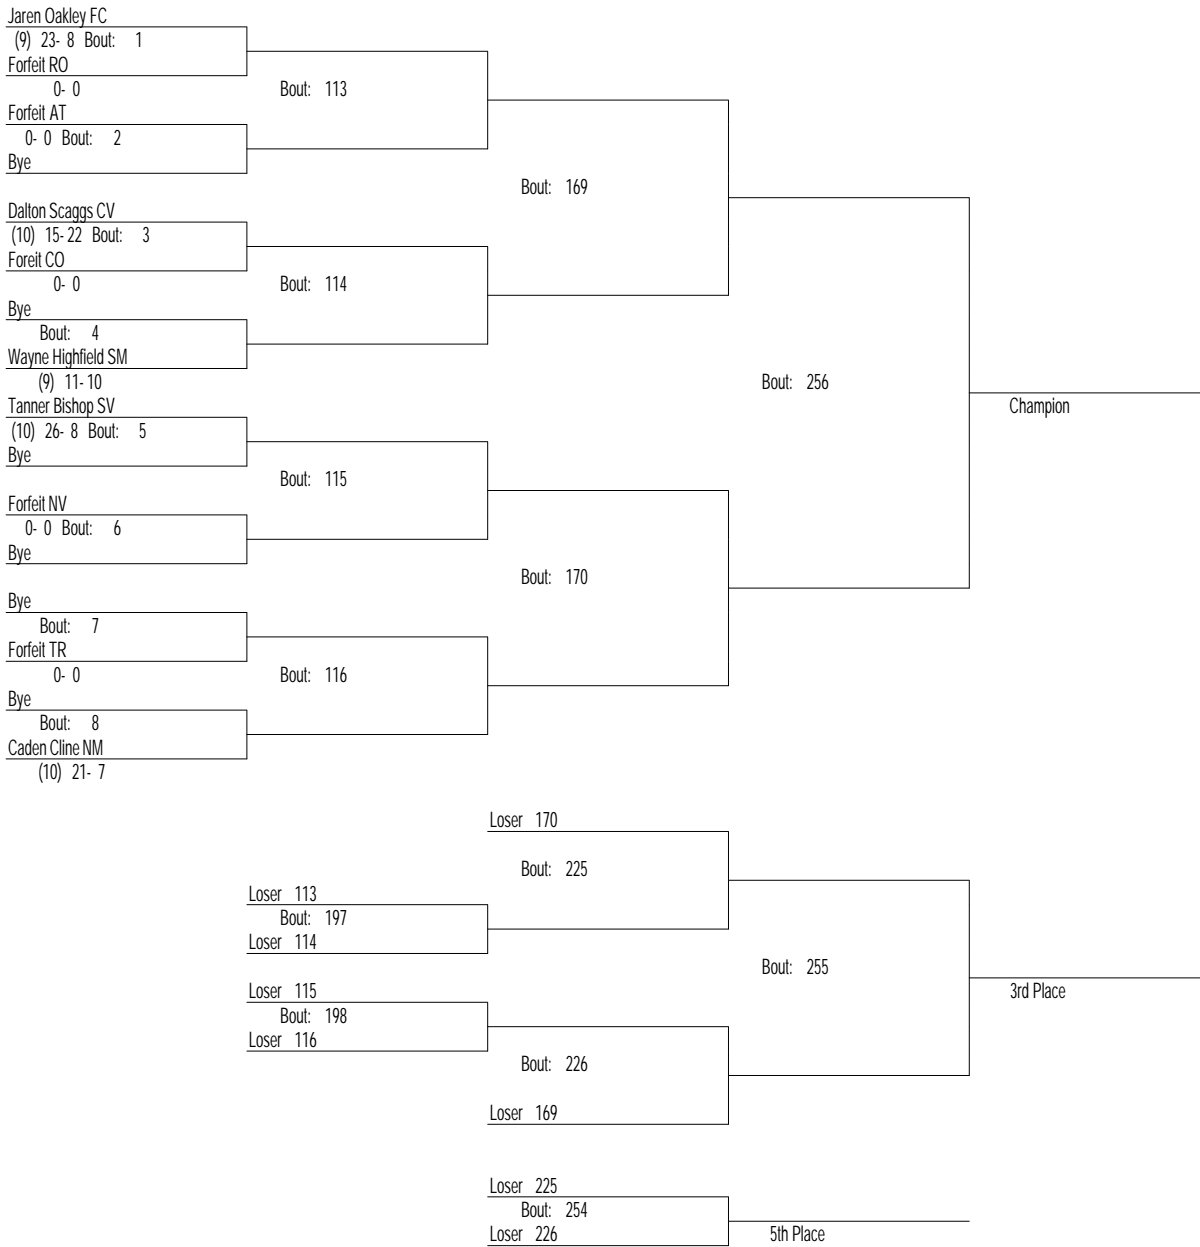 Jaren Oakley FC
(9) 23- 8 Bout: 1
Forfeit RO
0- 0
Bout: 113
Forfeit AT
0- 0 Bout: 2
Bye
Bout: 169
Dalton Scaggs CV
(10) 15-22 Bout: 3
Foreit CO
0- 0
Bout: 114
Bye
Bout: 4
Wayne Highfield SM
(9) 11-10
Bout: 256
Champion
Tanner Bishop SV
(10) 26- 8 Bout: 5
Bye
Bout: 115
Forfeit NV
0- 0 Bout: 6
Bye
Bout: 170
Bye
Bout: 7
Forfeit TR
0- 0
Bout: 116
Bye
Bout: 8
Caden Cline NM
(10) 21- 7
Loser 170
Bout: 225
Loser 113
Bout: 197
Loser 114
Bout: 255
3rd Place
Loser 115
Bout: 198
Loser 116
Bout: 226
Loser 169
Loser 225
Bout: 254
Loser 226
5th Place